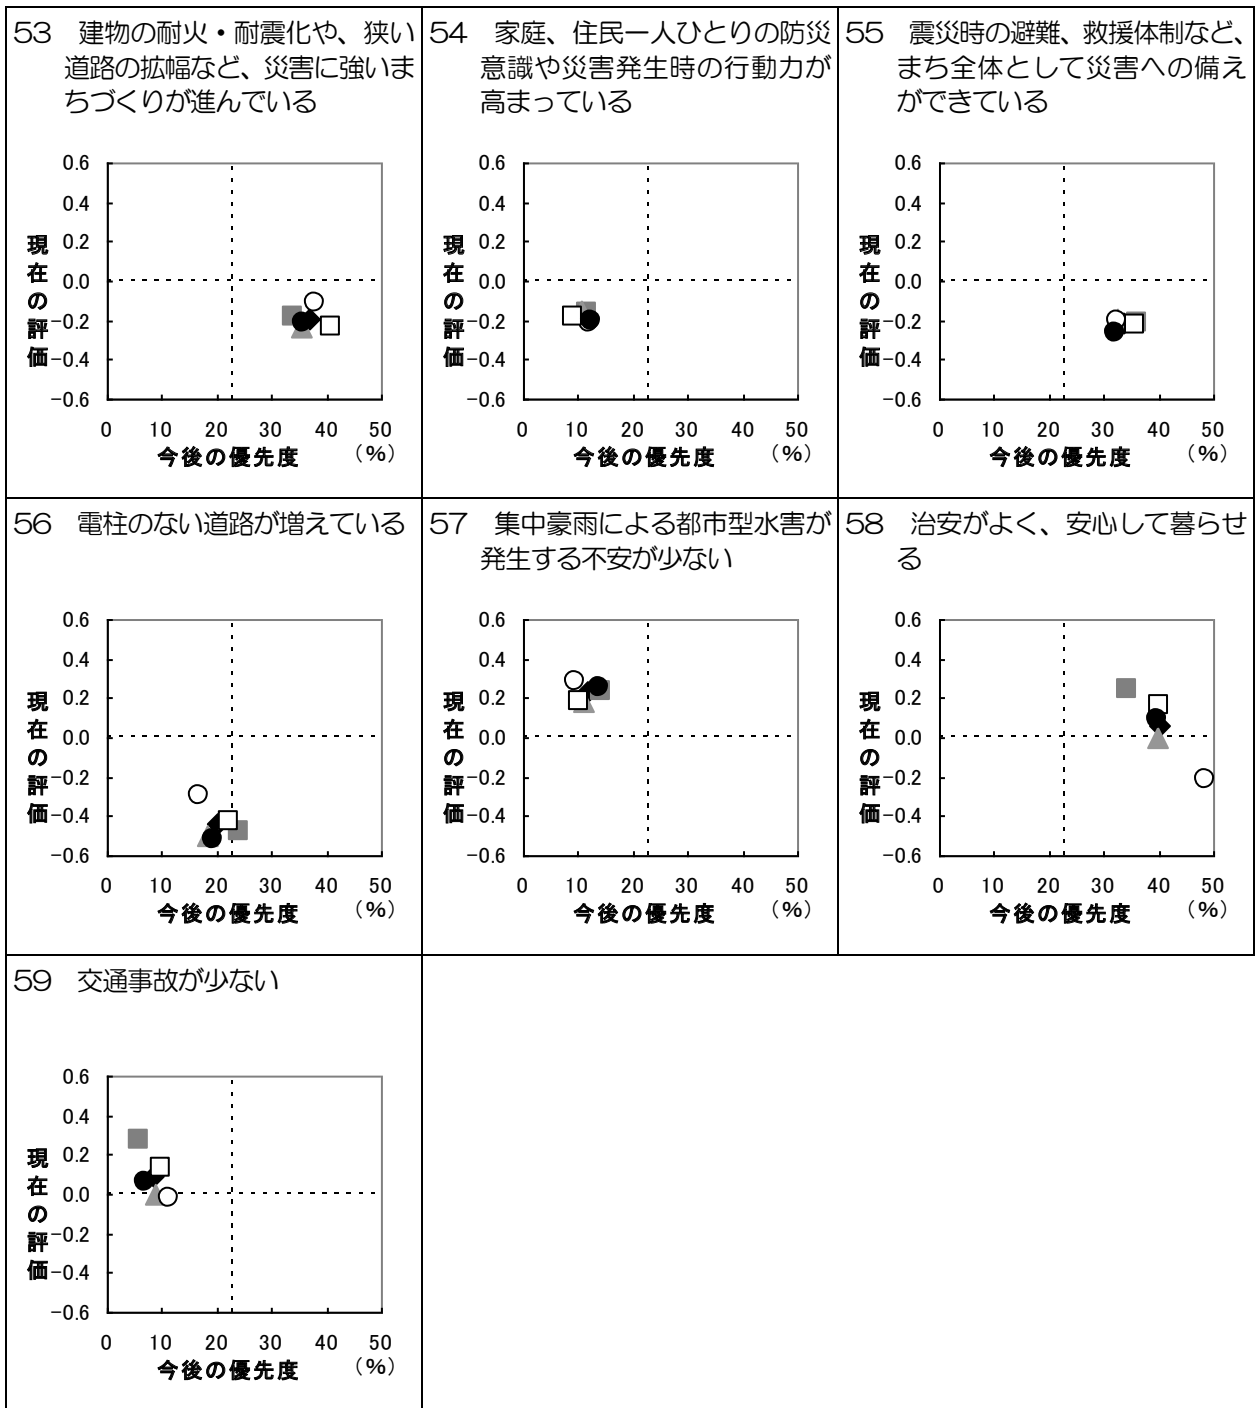 53　建物の耐火・耐震化や、狭い
道路の拡幅など、災害に強いま
ちづくりが進んでいる
0.6
0.4
0.2
0.0
−0.2
−0.4
−0.6
現在の評価
0 10 20 30 40 50
今後の優先度 （%）
54　家庭、住民一人ひとりの防災
意識や災害発生時の行動力が
高まっている
0.6
0.4
0.2
0.0
−0.2
−0.4
−0.6
現在の評価
0 10 20 30 40 50
今後の優先度 （%）
55　震災時の避難、救援体制など、
まち全体として災害への備え
ができている
0.6
0.4
0.2
0.0
−0.2
−0.4
−0.6
現在の評価
0 10 20 30 40 50
今後の優先度 （%）
56　電柱のない道路が増えている
0.6
0.4
0.2
0.0
−0.2
−0.4
−0.6
現在の評価
0 10 20 30 40 50
今後の優先度 （%）
57　集中豪雨による都市型水害が
発生する不安が少ない
0.6
0.4
0.2
0.0
−0.2
−0.4
−0.6
現在の評価
0 10 20 30 40 50
今後の優先度 （%）
58　治安がよく、安心して暮らせ
る
0.6
0.4
0.2
0.0
−0.2
−0.4
−0.6
現在の評価
0 10 20 30 40 50
今後の優先度 （%）
59　交通事故が少ない
0.6
0.4
0.2
0.0
−0.2
−0.4
−0.6
現在の評価
0 10 20 30 40 50
今後の優先度 （%）